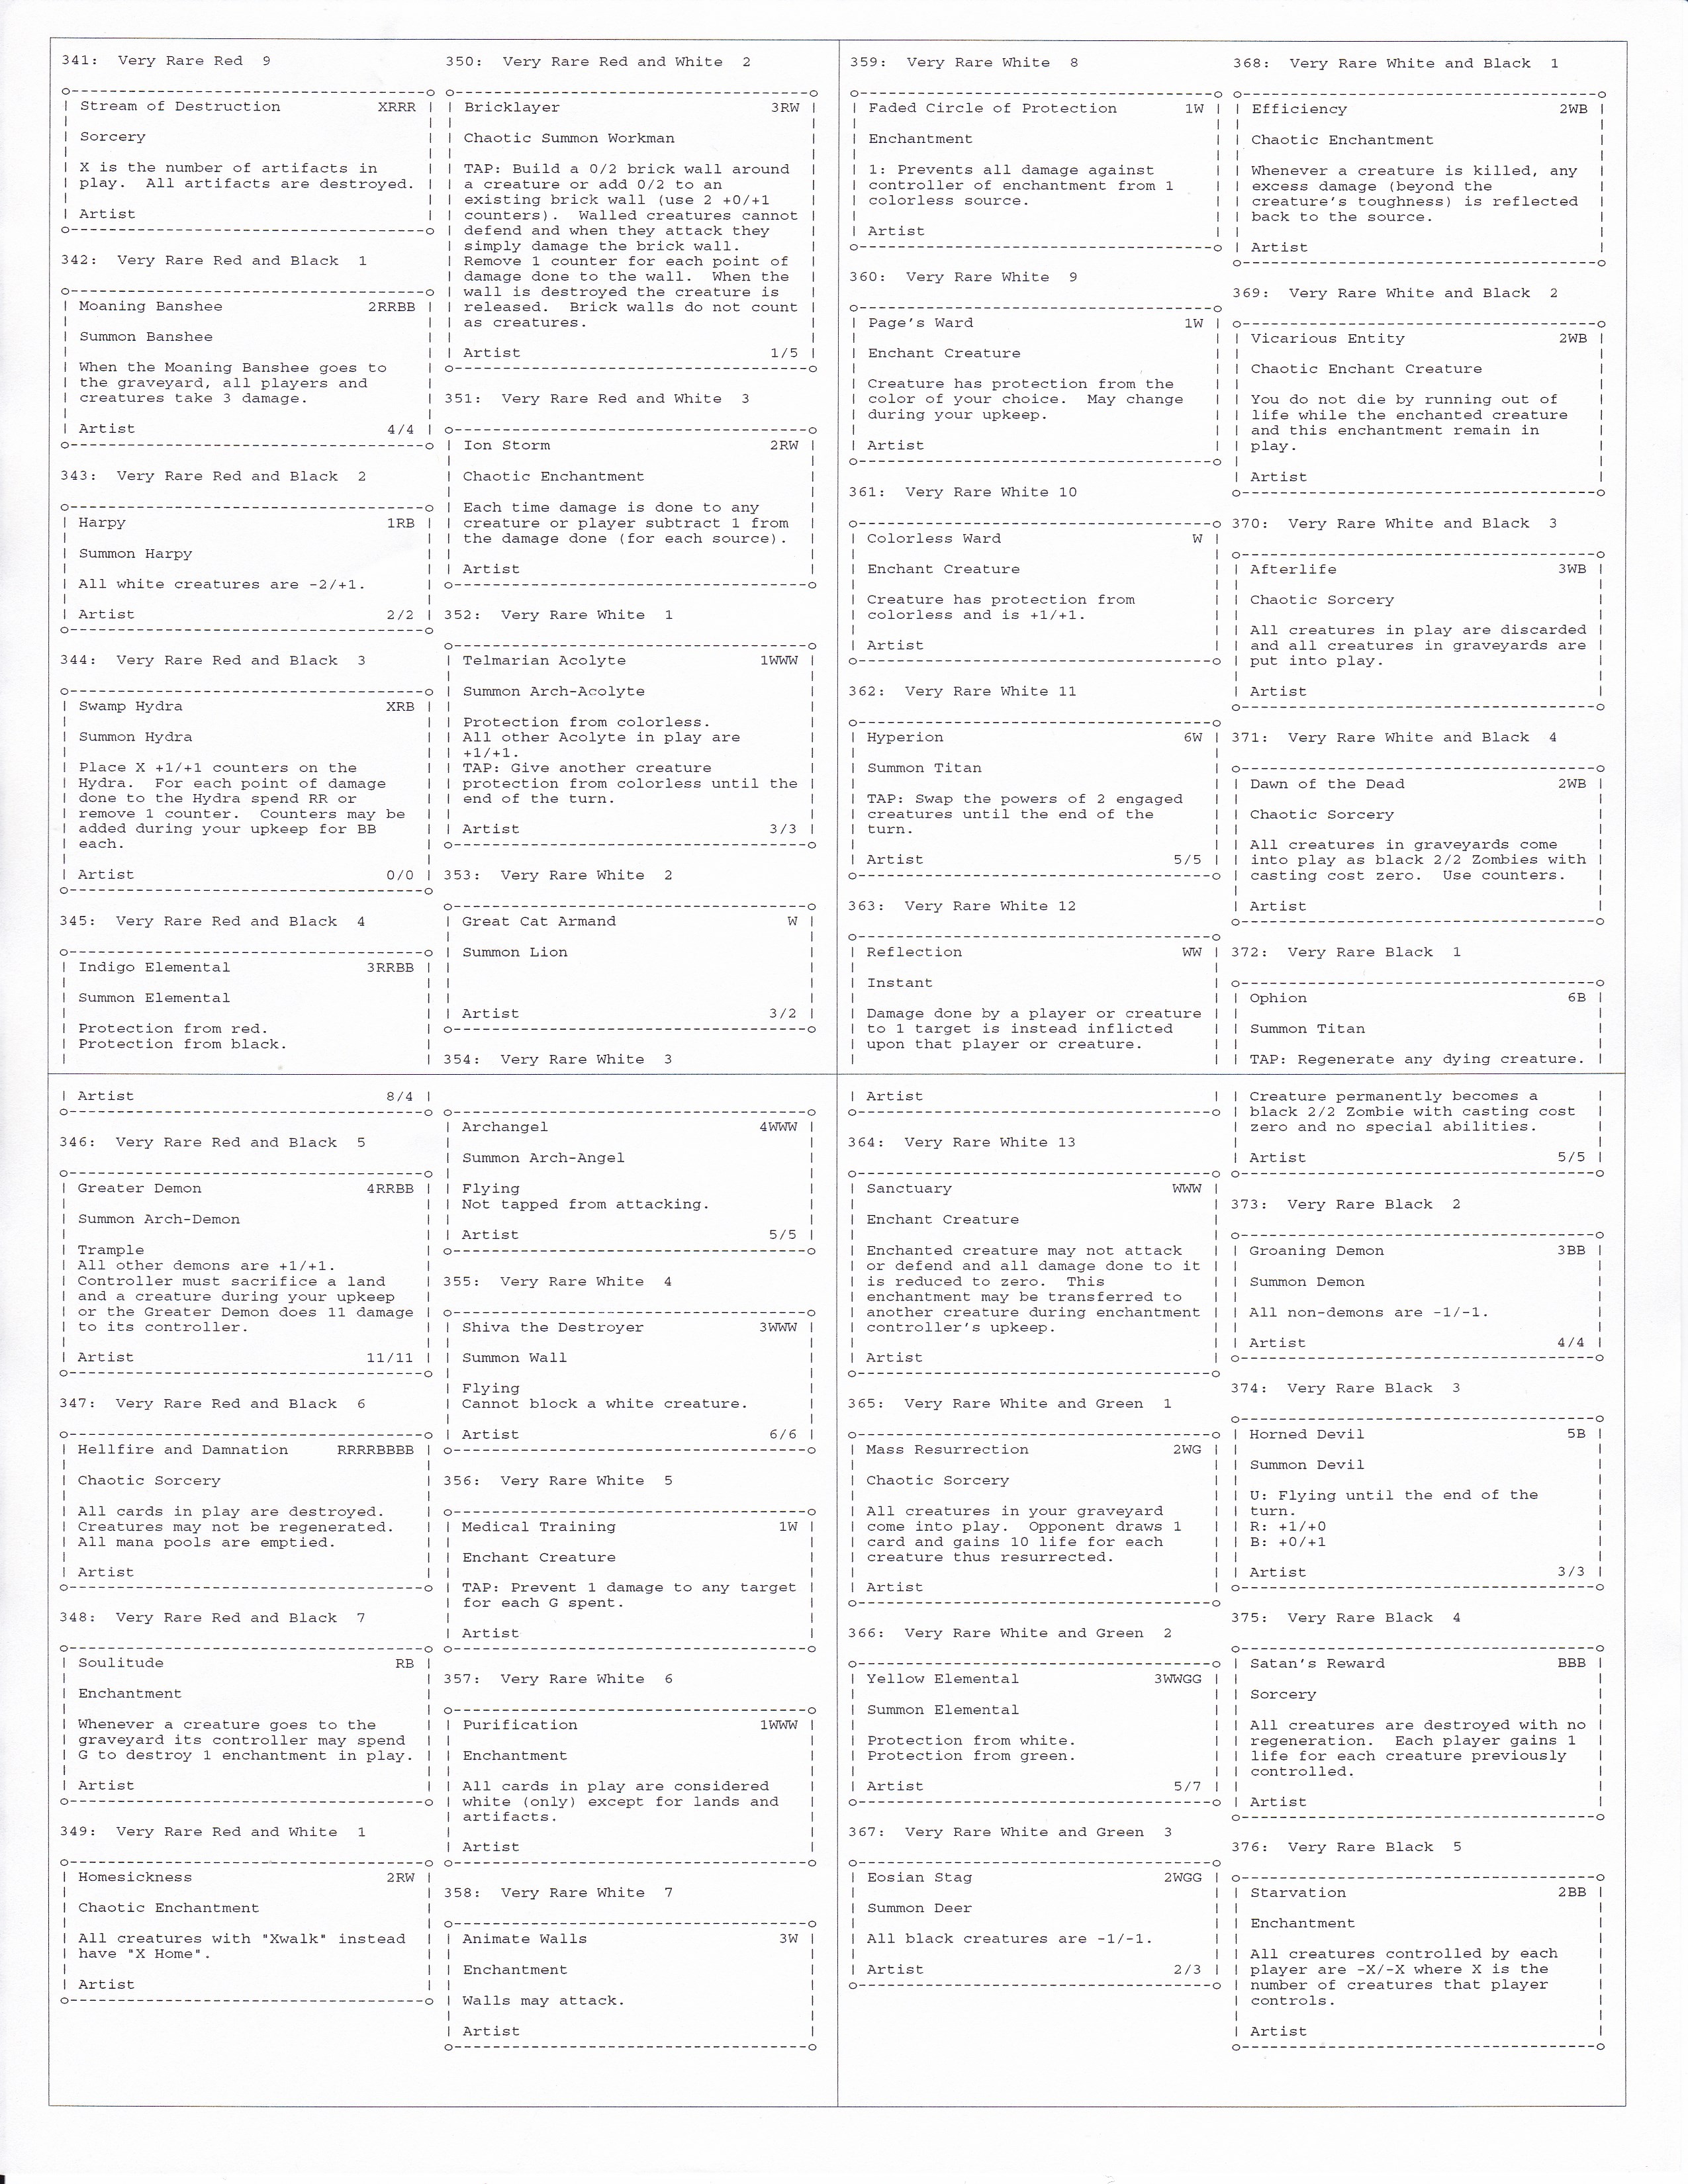 341:  Very Rare Red  9
Stream of Destruction XRRR
Sorcery
X is the number of artifacts in
play.  All artifacts are destroyed.
Artist
342:  Very Rare Red and Black  1
Moaning Banshee 2RRBB
Summon Banshee
When the Moaning Banshee goes to
the graveyard, all players and
creatures take 3 damage.
Artist 4/4
343:  Very Rare Red and Black  2
Harpy 1RB
Summon Harpy
All white creatures are -2/+1.
Artist 2/2
344:  Very Rare Red and Black  3
Swamp Hydra XRB
Summon Hydra
Place X +1/+1 counters on the
Hydra.  For each point of damage
done to the Hydra spend RR or
remove 1 counter.  Counters may be
added during your upkeep for BB
each.
Artist 0/0
345:  Very Rare Red and Black  4
Indigo Elemental 3RRBB
Summon Elemental
Protection from red.
Protection from black.
Artist 8/4
346:  Very Rare Red and Black  5
Greater Demon 4RRBB
Summon Arch-Demon
Trample
All other demons are +1/+1.
Controller must sacrifice a land
and a creature during your upkeep
or the Greater Demon does 11 damage
to its controller.
Artist 11/11
347:  Very Rare Red and Black  6
Hellfire and Damnation RRRRBBBB
Chaotic Sorcery
All cards in play are destroyed.
Creatures may not be regenerated.
All mana pools are emptied.
Artist
348:  Very Rare Red and Black  7
Soulitude RB
Enchantment
Whenever a creature goes to the
graveyard its controller may spend
G to destroy 1 enchantment in play.
Artist
349:  Very Rare Red and White  1
Homesickness 2RW
Chaotic Enchantment
All creatures with "Xwalk" instead
have "X Home".
Artist
350:  Very Rare Red and White  2
Bricklayer 3RW
Chaotic Summon Workman
TAP: Build a 0/2 brick wall around
a creature or add 0/2 to an
existing brick wall (use 2 +0/+1
counters).  Walled creatures cannot
defend and when they attack they
simply damage the brick wall.
Remove 1 counter for each point of
damage done to the wall.  When the
wall is destroyed the creature is
released.  Brick walls do not count
as creatures.
Artist 1/5
351:  Very Rare Red and White  3
Ion Storm 2RW
Chaotic Enchantment
Each time damage is done to any
creature or player subtract 1 from
the damage done (for each source).
Artist
352:  Very Rare White  1
Telmarian Acolyte 1WWW
Summon Arch-Acolyte
Protection from colorless.
All other Acolyte in play are
+1/+1.
TAP: Give another creature
protection from colorless until the
end of the turn.
Artist 3/3
353:  Very Rare White  2
Great Cat Armand W
Summon Lion
Artist 3/2
354:  Very Rare White  3
Archangel 4WWW
Summon Arch-Angel
Flying
Not tapped from attacking.
Artist 5/5
355:  Very Rare White  4
Shiva the Destroyer 3WWW
Summon Wall
Flying
Cannot block a white creature.
Artist 6/6
356:  Very Rare White  5
Medical Training 1W
Enchant Creature
TAP: Prevent 1 damage to any target
for each G spent.
Artist
357:  Very Rare White  6
Purification 1WWW
Enchantment
All cards in play are considered
white (only) except for lands and
artifacts.
Artist
358:  Very Rare White  7
Animate Walls 3W
Enchantment
Walls may attack.
Artist
359:  Very Rare White  8
Faded Circle of Protection 1W
Enchantment
1: Prevents all damage against
controller of enchantment from 1
colorless source.
Artist
360:  Very Rare White  9
Page's Ward 1W
Enchant Creature
Creature has protection from the
color of your choice.  May change
during your upkeep.
Artist
361:  Very Rare White 10
Colorless Ward W
Enchant Creature
Creature has protection from
colorless and is +1/+1.
Artist
362:  Very Rare White 11
Hyperion 6W
Summon Titan
TAP: Swap the powers of 2 engaged
creatures until the end of the
turn.
Artist 5/5
363:  Very Rare White 12
Reflection WW
Instant
Damage done by a player or creature
to 1 target is instead inflicted
upon that player or creature.
Artist
364:  Very Rare White 13
Sanctuary WWW
Enchant Creature
Enchanted creature may not attack
or defend and all damage done to it
is reduced to zero.  This
enchantment may be transferred to
another creature during enchantment
controller's upkeep.
Artist
365:  Very Rare White and Green  1
Mass Resurrection 2WG
Chaotic Sorcery
All creatures in your graveyard
come into play.  Opponent draws 1
card and gains 10 life for each
creature thus resurrected.
Artist
366:  Very Rare White and Green  2
Yellow Elemental 3WWGG
Summon Elemental
Protection from white.
Protection from green.
Artist 5/7
367:  Very Rare White and Green  3
Eosian Stag 2WGG
Summon Deer
All black creatures are -1/-1.
Artist 2/3
368:  Very Rare White and Black  1
Efficiency 2WB
Chaotic Enchantment
Whenever a creature is killed, any
excess damage (beyond the
creature's toughness) is reflected
back to the source.
Artist
369:  Very Rare White and Black  2
Vicarious Entity 2WB
Chaotic Enchant Creature
You do not die by running out of
life while the enchanted creature
and this enchantment remain in
play.
Artist
370:  Very Rare White and Black  3
Afterlife 3WB
Chaotic Sorcery
All creatures in play are discarded
and all creatures in graveyards are
put into play.
Artist
371:  Very Rare White and Black  4
Dawn of the Dead 2WB
Chaotic Sorcery
All creatures in graveyards come
into play as black 2/2 Zombies with
casting cost zero.  Use counters.
Artist
372:  Very Rare Black  1
Ophion 6B
Summon Titan
TAP: Regenerate any dying creature.
Creature permanently becomes a
black 2/2 Zombie with casting cost
zero and no special abilities.
Artist 5/5
373:  Very Rare Black  2
Groaning Demon 3BB
Summon Demon
All non-demons are -1/-1.
Artist 4/4
374:  Very Rare Black  3
Horned Devil 5B
Summon Devil
U: Flying until the end of the
turn.
R: +1/+0
B: +0/+1
Artist 3/3
375:  Very Rare Black  4
Satan's Reward BBB
Sorcery
All creatures are destroyed with no
regeneration.  Each player gains 1
life for each creature previously
controlled.
Artist
376:  Very Rare Black  5
Starvation 2BB
Enchantment
All creatures controlled by each
player are -X/-X where X is the
number of creatures that player
controls.
Artist